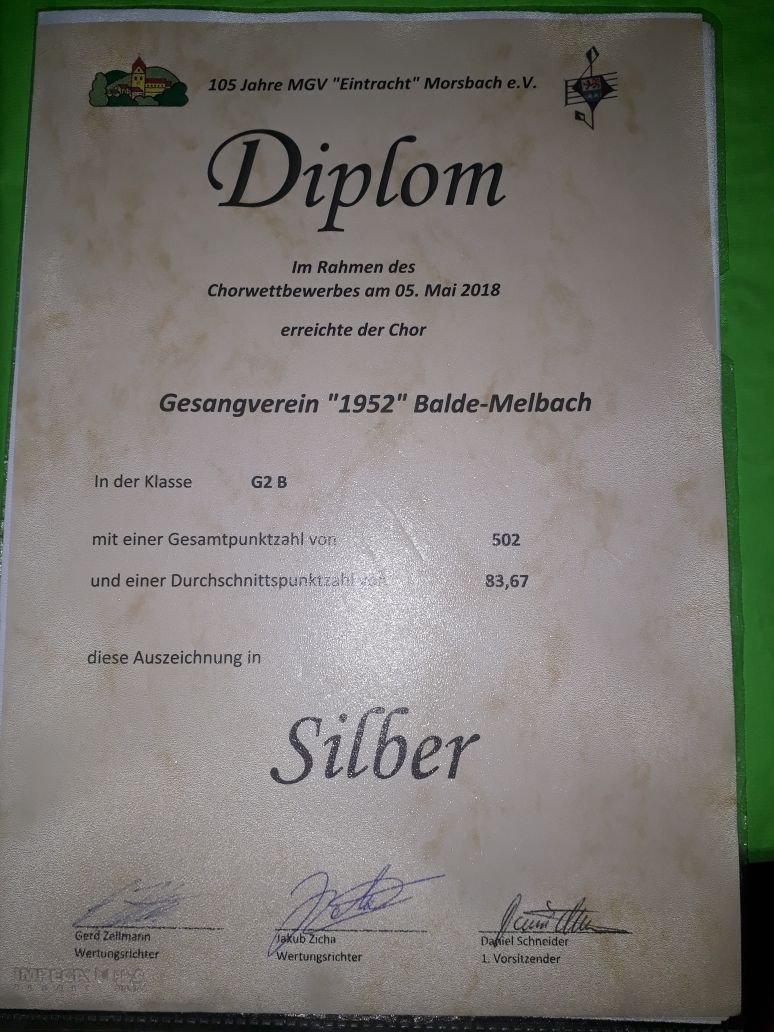 105 Jahre MGV "Eintracht" Morsbach e.V.
Diplom
Im Rahmen des
Chorwettbewerbes am 05. Mai 2018
erreichte der Chor
Gesangverein "1952" Balde-Melbach
In der Klasse G2 B
mit einer Gesamtpunktzahl von 502
und einer Durchschnittspunktzahl von 83,67
diese Auszeichnung in
Silber
Gerd Zellmann Jakub Zicha Daniel Schneider
Wertungsrichter Wertungsrichter 1. Vorsitzender